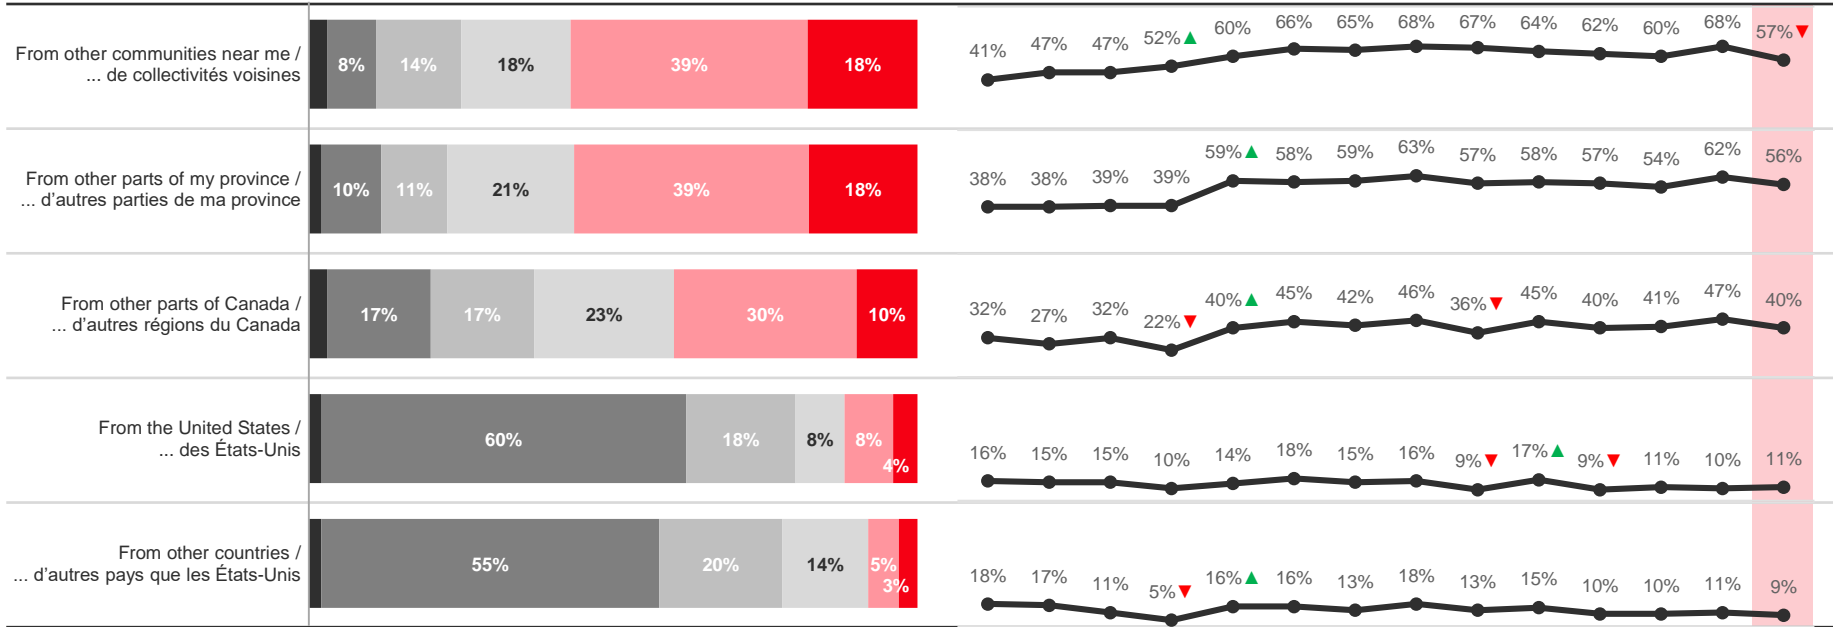 From other communities near me /
... de collectivités voisines
8% 14% 18% 39% 18%
41% 47% 47% 52%▲ 60% 66% 65% 68% 67% 64% 62% 60% 68% 57%▼
From other parts of my province /
... d'autres parties de ma province
10% 11% 21% 39% 18%
38% 38% 39% 39% 59%▲ 58% 59% 63% 57% 58% 57% 54% 62% 56%
From other parts of Canada /
... d'autres régions du Canada
17% 17% 23% 30% 10%
32% 27% 32% 22%▼ 40%▲ 45% 42% 46% 36%▼ 45% 40% 41% 47% 40%
From the United States /
... des États-Unis
60% 18% 8% 8% 4%
16% 15% 15% 10% 14% 18% 15% 16% 9%▼ 17%▲ 9%▼ 11% 10% 11%
From other countries /
... d'autres pays que les États-Unis
55% 20% 14% 5% 3%
18% 17% 11% 5%▼ 16%▲ 16% 13% 18% 13% 15% 10% 10% 11% 9%